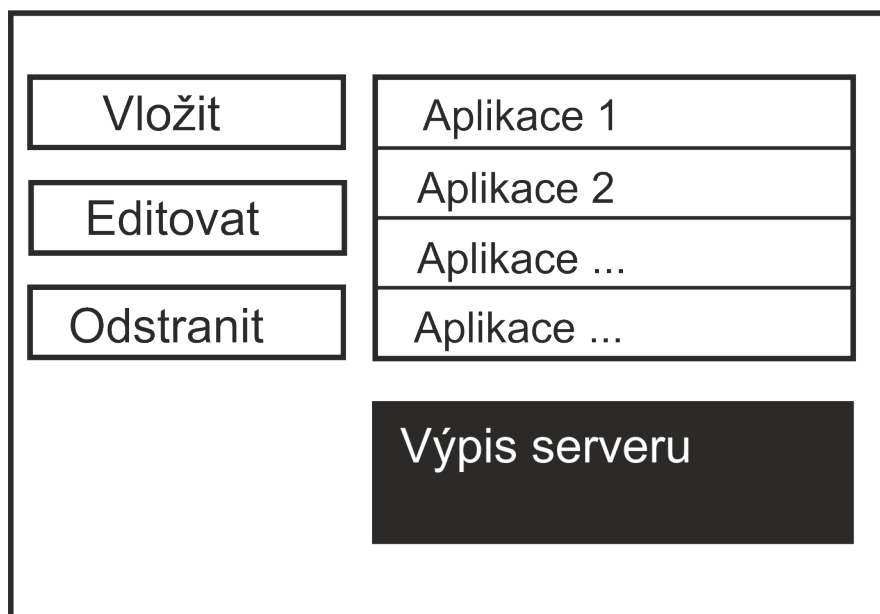 Vložit
Editovat
Odstranit
Aplikace 1
Aplikace 2
Aplikace ...
Aplikace ...
Výpis serveru